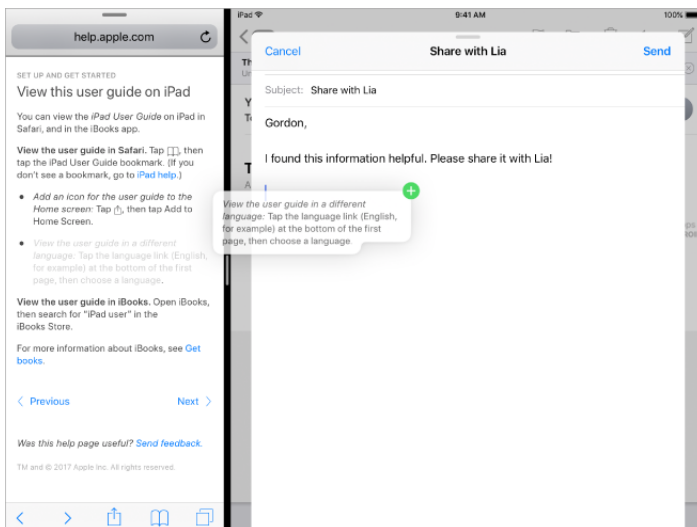 help.apple.com
SET UP AND GET STARTED
View this user guide on iPad
You can view the iPad User Guide on iPad in
Safari, and in the iBooks app.
View the user guide in Safari. Tap , then
tap the iPad User Guide bookmark. (If you
don't see a bookmark, go to iPad help.)
• Add an icon for the user guide to the
Home screen: Tap , then tap Add to
Home Screen.
• View the user guide in a different
language: Tap the language link (English,
for example) at the bottom of the first
page, then choose a language.
View the user guide in iBooks. Open iBooks,
then search for "iPad user" in the
iBooks Store.
For more information about iBooks, see Get
books.
Previous
Next
Was this help page useful? Send feedback.
TM and © 2017 Apple Inc. All rights reserved.
iPad
9:41 AM
100%
Cancel
Share with Lia
Send
Subject: Share with Lia
Gordon,
I found this information helpful. Please share it with Lia!
View the user guide in a different
language: Tap the language link (English,
for example) at the bottom of the first
page, then choose a language.